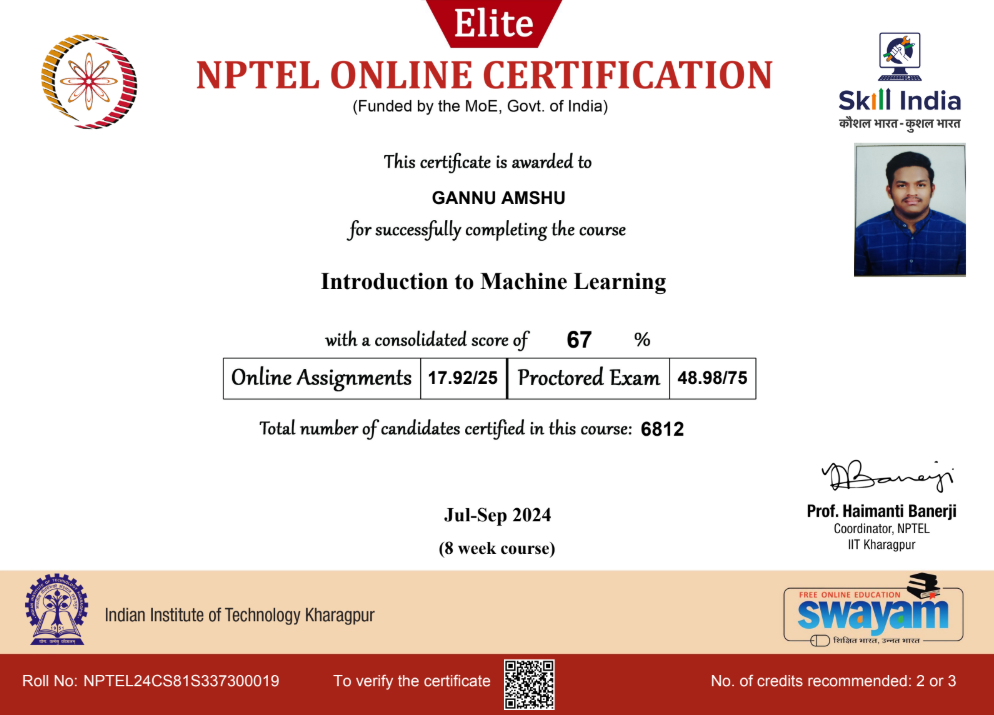 Elite
NPTEL ONLINE CERTIFICATION
(Funded by the MoE, Govt. of India)
Skill India
कौशल भारत - कुशल भारत
This certificate is awarded to
GANNU AMSHU
for successfully completing the course
Introduction to Machine Learning
with a consolidated score of 67 %
Online Assignments 17.92/25 Proctored Exam 48.98/75
Total number of candidates certified in this course: 6812
Prof. Haimanti Banerji
Coordinator, NPTEL
IIT Kharagpur
Jul-Sep 2024
(8 week course)
Indian Institute of Technology Kharagpur
FREE ONLINE EDUCATION
swayam
शिक्षित भारत, उन्नत भारत
Roll No: NPTEL24CS81S337300019 To verify the certificate No. of credits recommended: 2 or 3